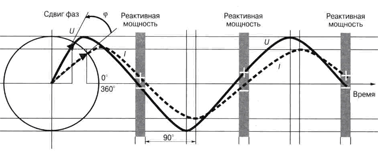 Сдвиг фаз
φ
Реактивная
мощность
Реактивная
мощность
Реактивная
мощность
U
I
U
I
0°
360°
Время
90°